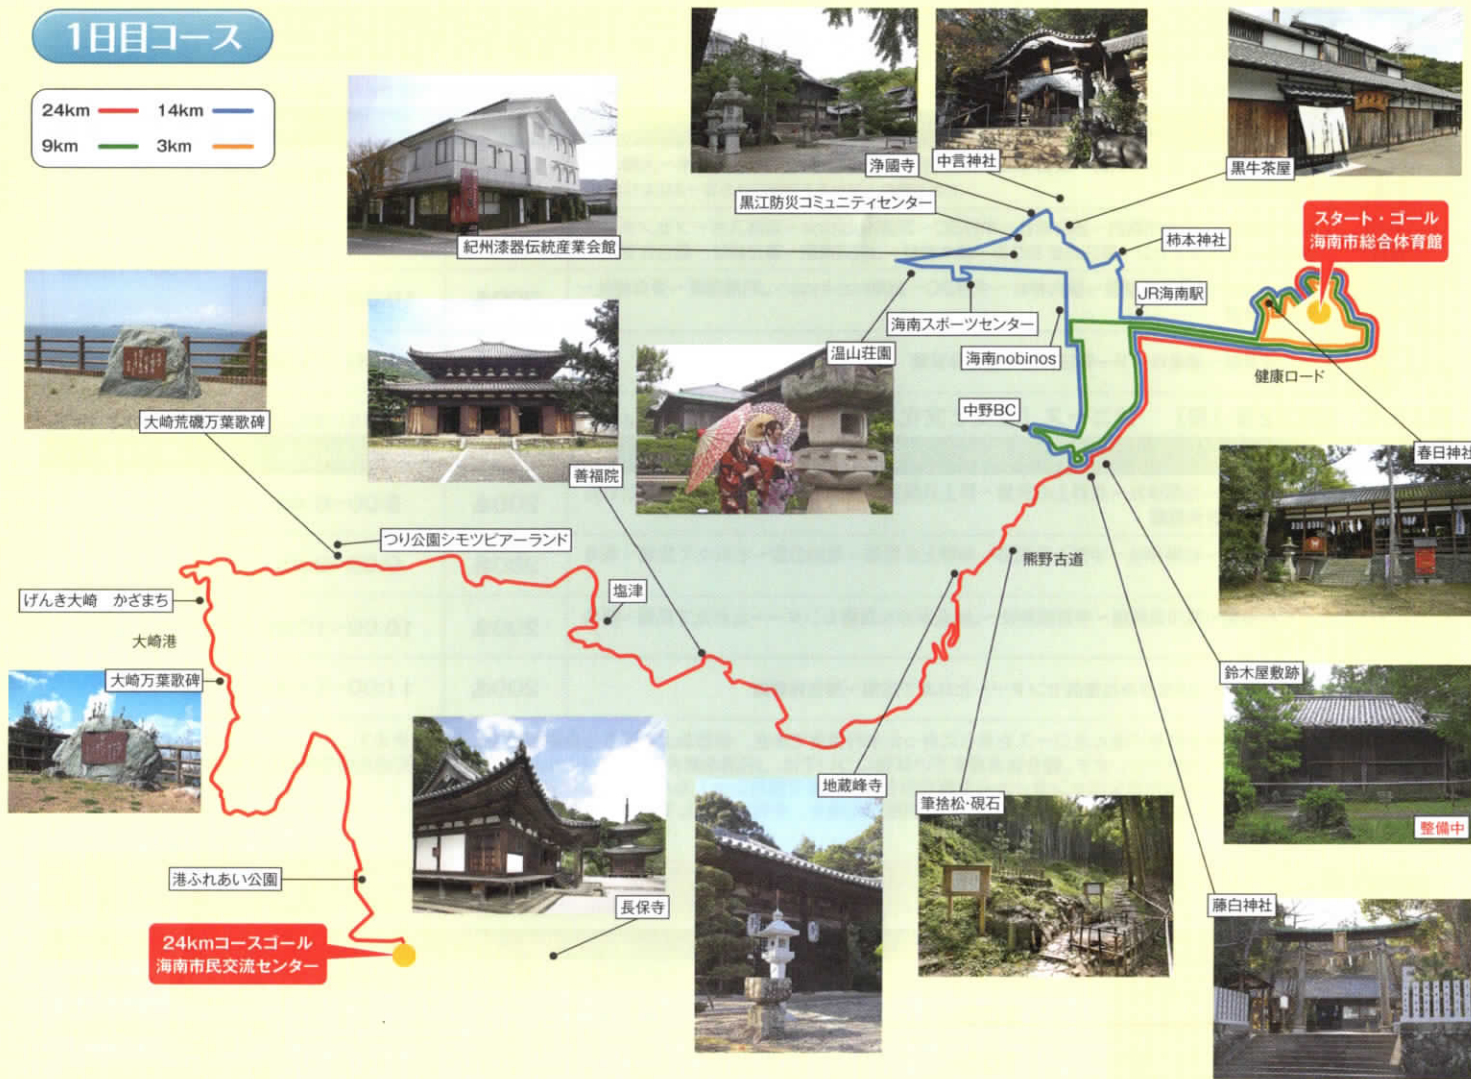 1日目コース
24km 14km
9km 3km
紀州漆器伝統産業会館
浄國寺
中言神社
黒牛茶屋
黒江防災コミュニティセンター
柿本神社
スタート・ゴール
海南市総合体育館
JR海南駅
海南スポーツセンター
温山荘園
海南nobinos
健康ロード
中野BC
春日神社
大崎荒磯万葉歌碑
善福院
つり公園シモツピアーランド
熊野古道
塩津
げんき大崎 かざまち
大崎港
大崎万葉歌碑
鈴木屋敷跡
整備中
地蔵峰寺
筆捨松・硯石
港ふれあい公園
長保寺
藤白神社
24kmコースゴール
海南市民交流センター